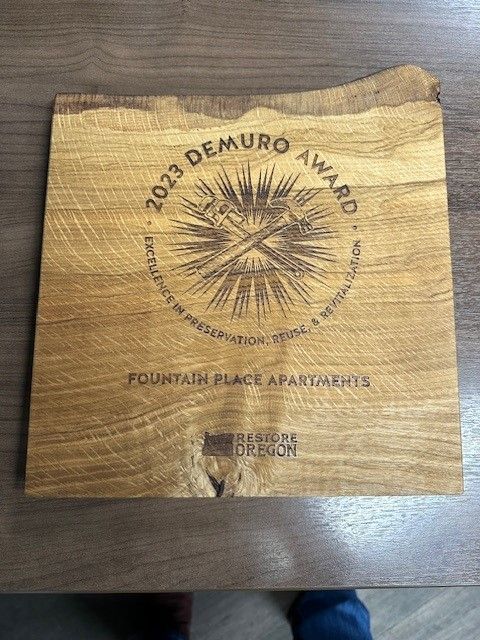 2023 DEMURO AWARD
EXCELLENCE IN PRESERVATION, REUSE, & REVITALIZATION
FOUNTAIN PLACE APARTMENTS
RESTORE
OREGON